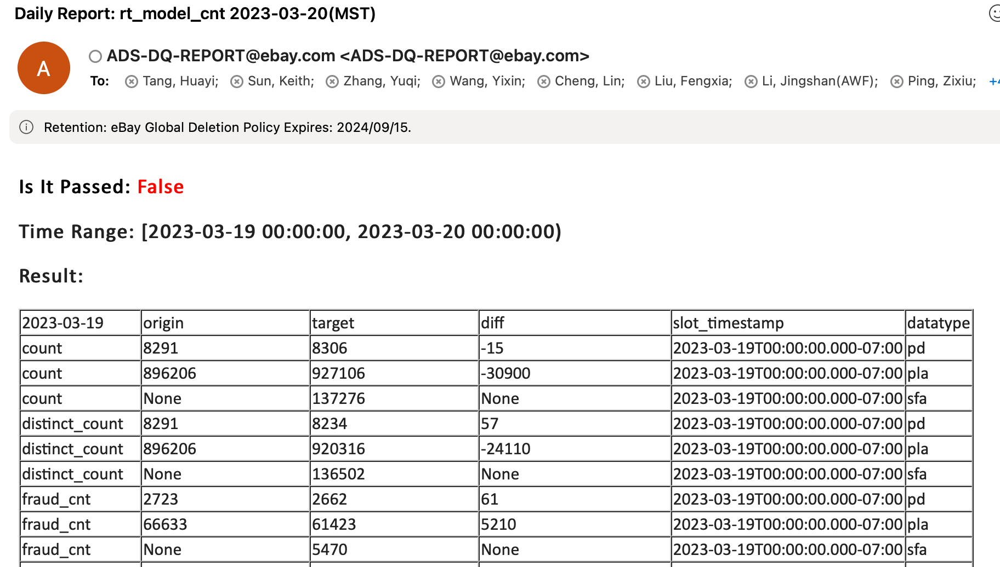 Daily Report: rt_model_cnt 2023-03-20(MST)
A
ADS-DQ-REPORT@ebay.com <ADS-DQ-REPORT@ebay.com>
To: Tang, Huayi; Sun, Keith; Zhang, Yuqi; Wang, Yixin; Cheng, Lin; Liu, Fengxia; Li, Jingshan(AWF); Ping, Zixiu; +4
Retention: eBay Global Deletion Policy Expires: 2024/09/15.
Is It Passed: False
Time Range: [2023-03-19 00:00:00, 2023-03-20 00:00:00)
Result:
2023-03-19 origin target diff slot_timestamp datatype
count 8291 8306 -15 2023-03-19T00:00:00.000-07:00 pd
count 896206 927106 -30900 2023-03-19T00:00:00.000-07:00 pla
count None 137276 None 2023-03-19T00:00:00.000-07:00 sfa
distinct_count 8291 8234 57 2023-03-19T00:00:00.000-07:00 pd
distinct_count 896206 920316 -24110 2023-03-19T00:00:00.000-07:00 pla
distinct_count None 136502 None 2023-03-19T00:00:00.000-07:00 sfa
fraud_cnt 2723 2662 61 2023-03-19T00:00:00.000-07:00 pd
fraud_cnt 66633 61423 5210 2023-03-19T00:00:00.000-07:00 pla
fraud_cnt None 5470 None 2023-03-19T00:00:00.000-07:00 sfa